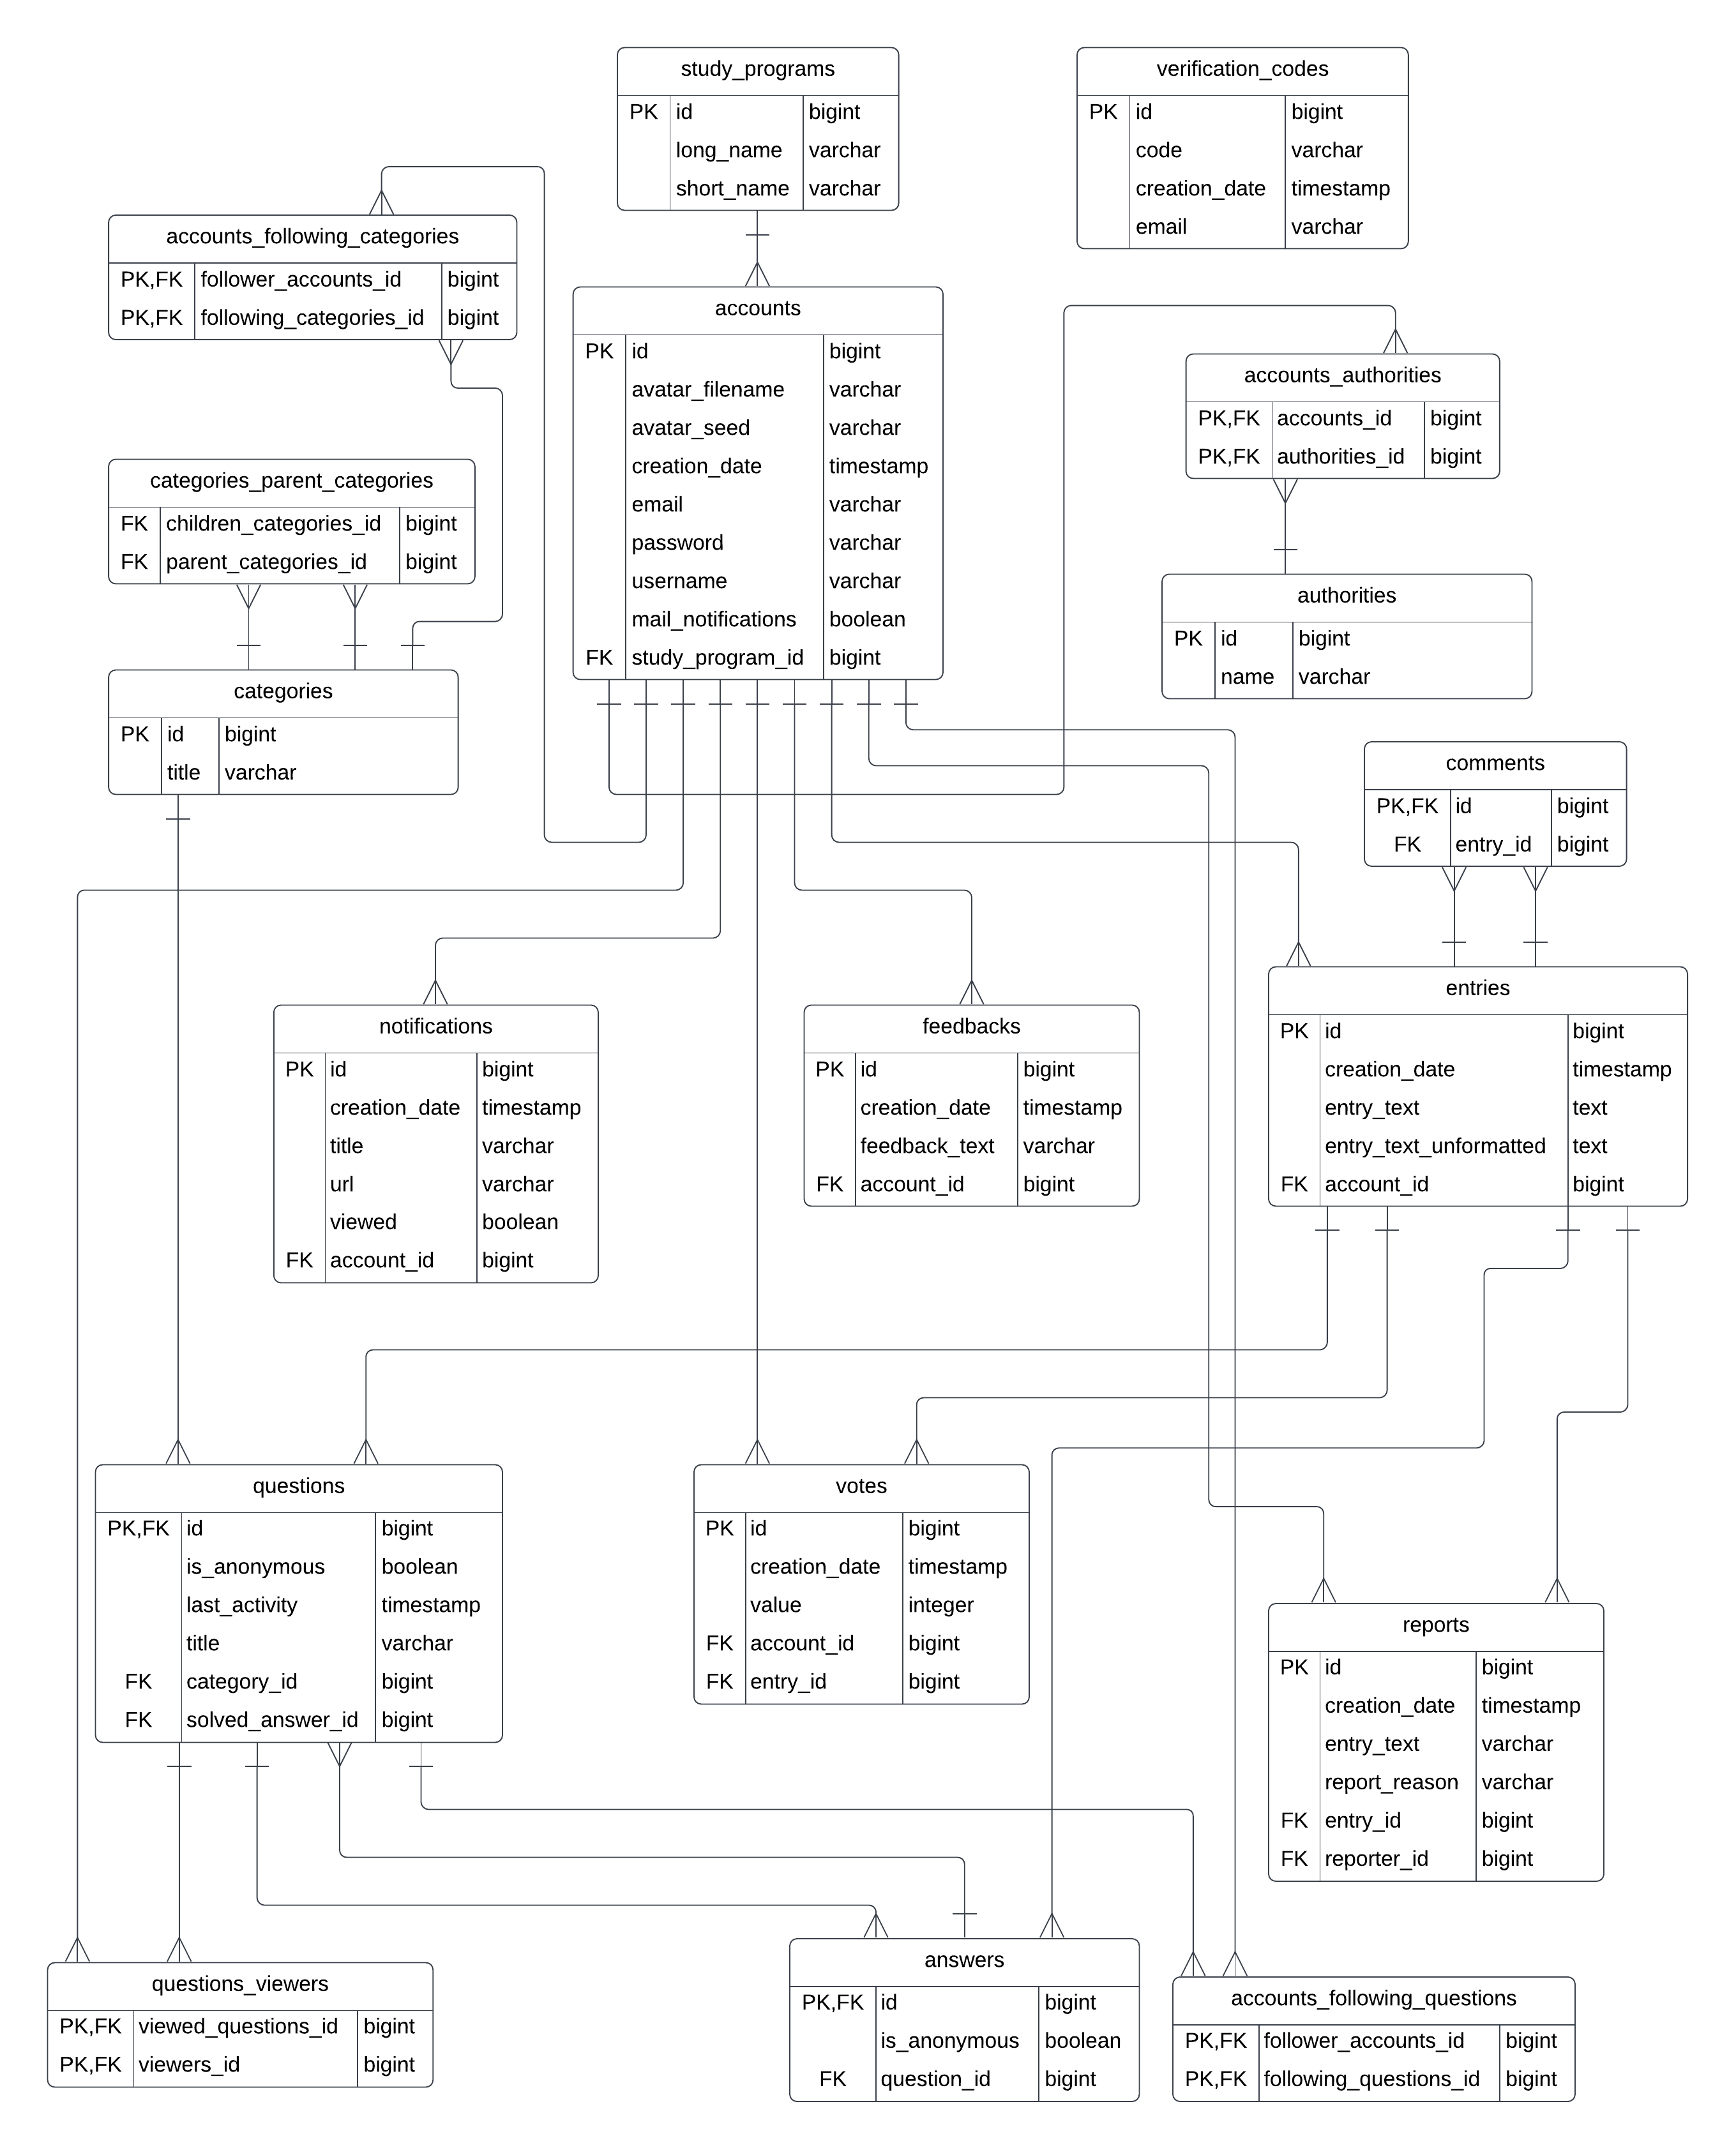 study_programs
PK id bigint
long_name varchar
short_name varchar
verification_codes
PK id bigint
code varchar
creation_date timestamp
email varchar
accounts_following_categories
PK,FK follower_accounts_id bigint
PK,FK following_categories_id bigint
accounts
PK id bigint
avatar_filename varchar
avatar_seed varchar
creation_date timestamp
email varchar
password varchar
username varchar
mail_notifications boolean
FK study_program_id bigint
accounts_authorities
PK,FK accounts_id bigint
PK,FK authorities_id bigint
categories_parent_categories
FK children_categories_id bigint
FK parent_categories_id bigint
authorities
PK id bigint
name varchar
categories
PK id bigint
title varchar
comments
PK,FK id bigint
FK entry_id bigint
notifications
PK id bigint
creation_date timestamp
title varchar
url varchar
viewed boolean
FK account_id bigint
feedbacks
PK id bigint
creation_date timestamp
feedback_text varchar
FK account_id bigint
entries
PK id bigint
creation_date timestamp
entry_text text
entry_text_unformatted text
FK account_id bigint
questions
PK,FK id bigint
is_anonymous boolean
last_activity timestamp
title varchar
FK category_id bigint
FK solved_answer_id bigint
votes
PK id bigint
creation_date timestamp
value integer
FK account_id bigint
FK entry_id bigint
reports
PK id bigint
creation_date timestamp
entry_text varchar
report_reason varchar
FK entry_id bigint
FK reporter_id bigint
questions_viewers
PK,FK viewed_questions_id bigint
PK,FK viewers_id bigint
answers
PK,FK id bigint
is_anonymous boolean
FK question_id bigint
accounts_following_questions
PK,FK follower_accounts_id bigint
PK,FK following_questions_id bigint